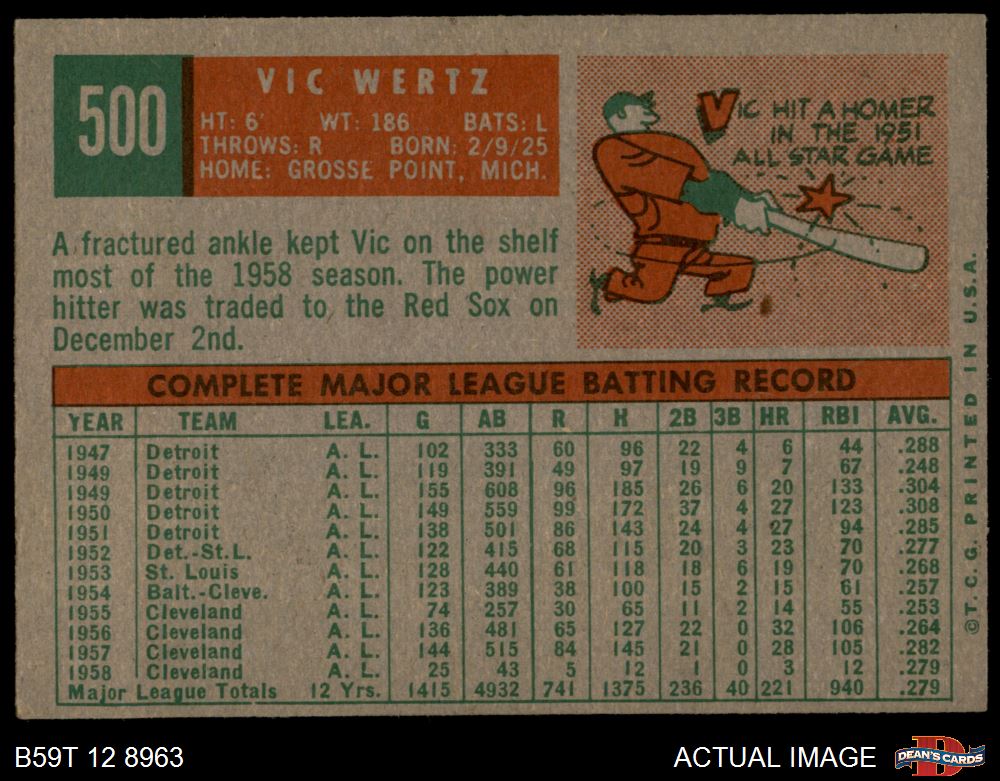 500
VIC WERTZ
HT: 6' WT: 186 BATS: L
THROWS: R BORN: 2/9/25
HOME: GROSSE POINT, MICH.
VIC HIT A HOMER
IN THE 1951
ALL STAR GAME
A fractured ankle kept Vic on the shelf
most of the 1958 season. The power
hitter was traded to the Red Sox on
December 2nd.
COMPLETE MAJOR LEAGUE BATTING RECORD
YEAR TEAM LEA. G AB R H 2B 3B HR RBI AVG.
1947 Detroit A. L. 102 333 60 96 22 4 6 44 .288
1949 Detroit A. L. 119 391 49 97 19 9 7 67 .248
1949 Detroit A. L. 155 608 96 185 26 6 20 133 .304
1950 Detroit A. L. 149 559 99 172 37 4 27 123 .308
1951 Detroit A. L. 138 501 86 143 24 4 27 94 .285
1952 Det.-St.L. A. L. 122 415 68 115 20 3 23 70 .277
1953 St. Louis A. L. 128 440 61 118 18 6 19 70 .268
1954 Balt.-Cleve. A. L. 123 389 38 100 15 2 15 61 .257
1955 Cleveland A. L. 74 257 30 65 11 2 14 55 .253
1956 Cleveland A. L. 136 481 65 127 22 0 32 106 .264
1957 Cleveland A. L. 144 515 84 145 21 0 28 105 .282
1958 Cleveland A. L. 25 43 5 12 1 0 3 12 .279
Major League Totals 12 Yrs. 1415 4932 741 1375 236 40 221 940 .279
©T. C. G. PRINTED IN U.S.A.
B59T 12 8963
ACTUAL IMAGE
D
DEAN'S CARDS